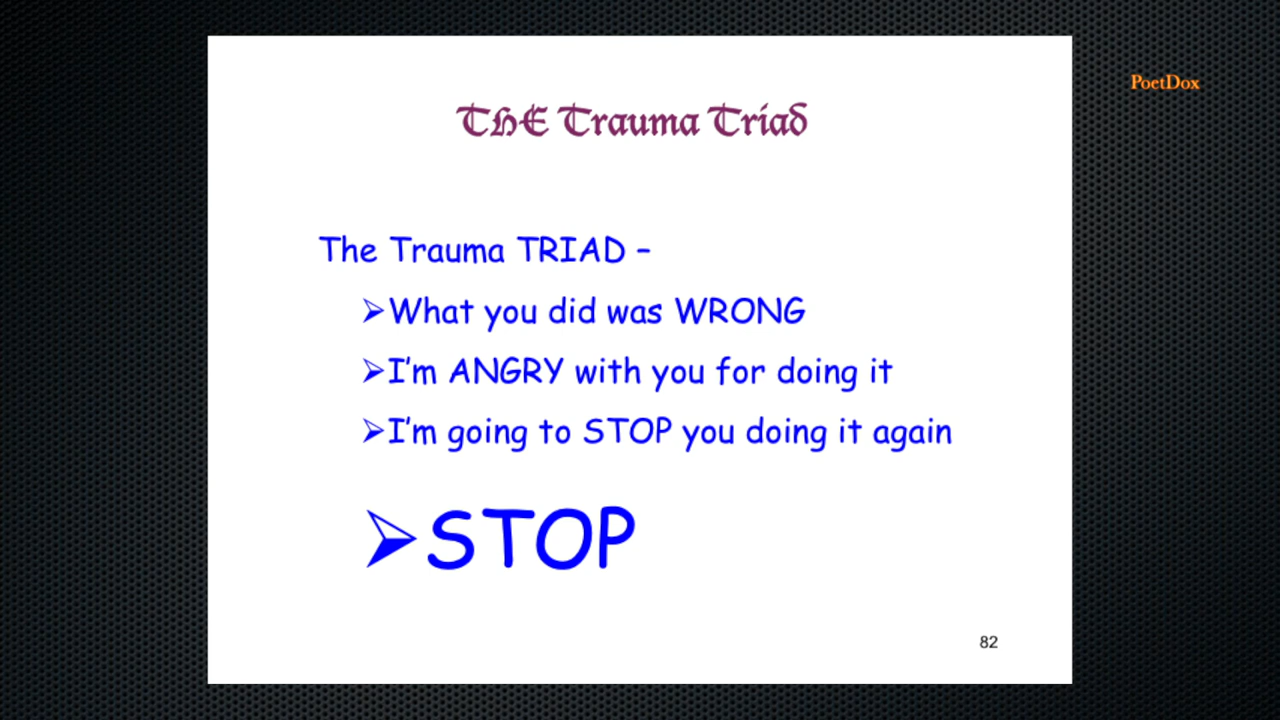 PoetDox
THE Trauma Triad
The Trauma TRIAD –
➢What you did was WRONG
➢I'm ANGRY with you for doing it
➢I'm going to STOP you doing it again
➢STOP
82